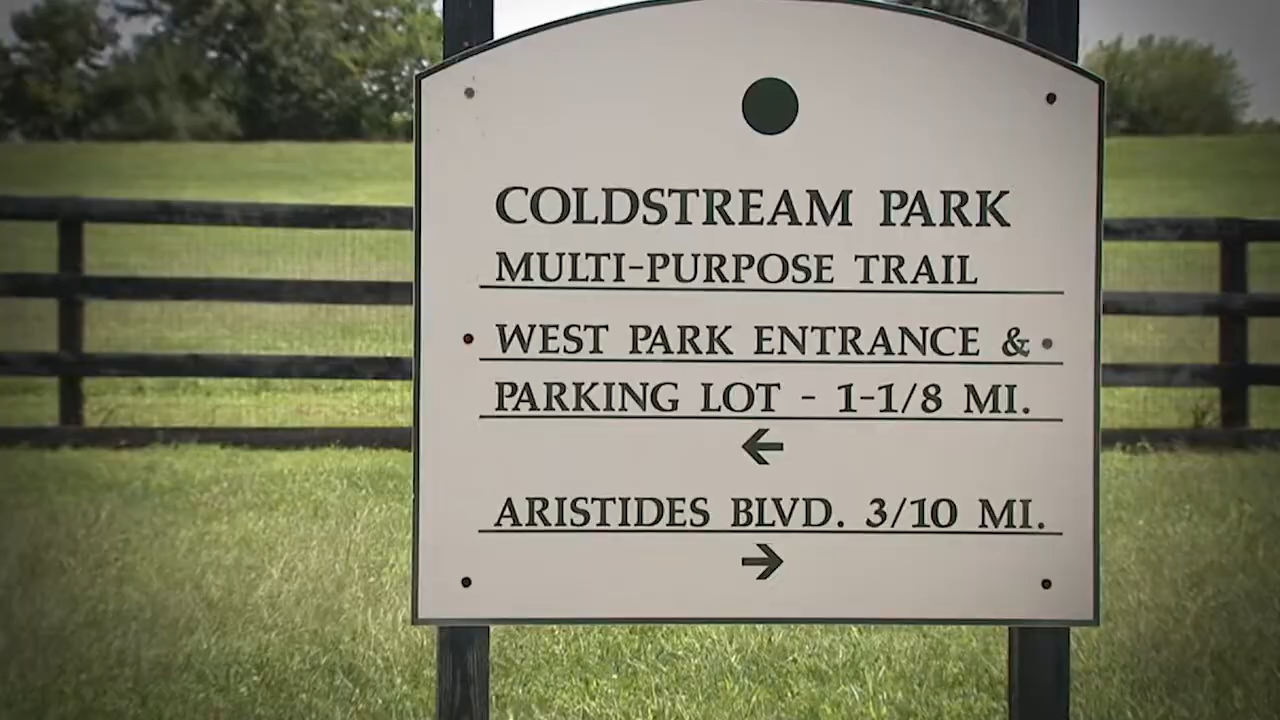 COLDSTREAM PARK
MULTI-PURPOSE TRAIL
WEST PARK ENTRANCE &
PARKING LOT - 1-1/8 MI.
←
ARISTIDES BLVD. 3/10 MI.
→